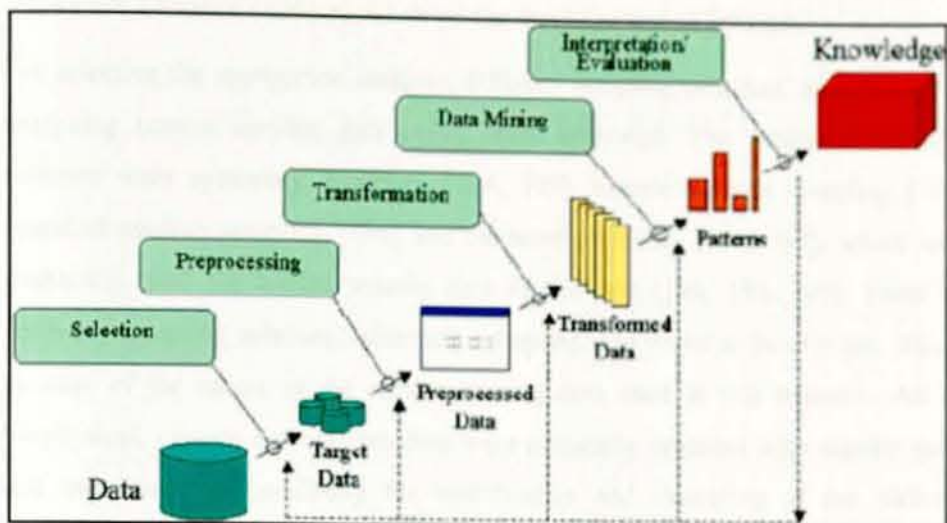 Interpretation/
Evaluation
Knowledge
Data Mining
Transformation
Patterns
Preprocessing
Transformed
Data
Selection
Preprocessed
Data
Target
Data
Data